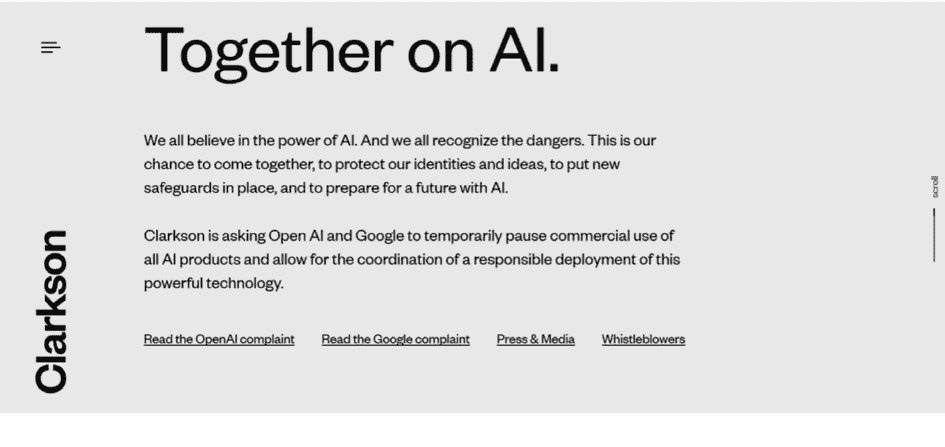 Together on AI.
We all believe in the power of AI. And we all recognize the dangers. This is our
chance to come together, to protect our identities and ideas, to put new
safeguards in place, and to prepare for a future with AI.
Clarkson is asking Open AI and Google to temporarily pause commercial use of
all AI products and allow for the coordination of a responsible deployment of this
powerful technology.
Read the OpenAI complaint
Read the Google complaint
Press & Media
Whistleblowers
Clarkson
scroll